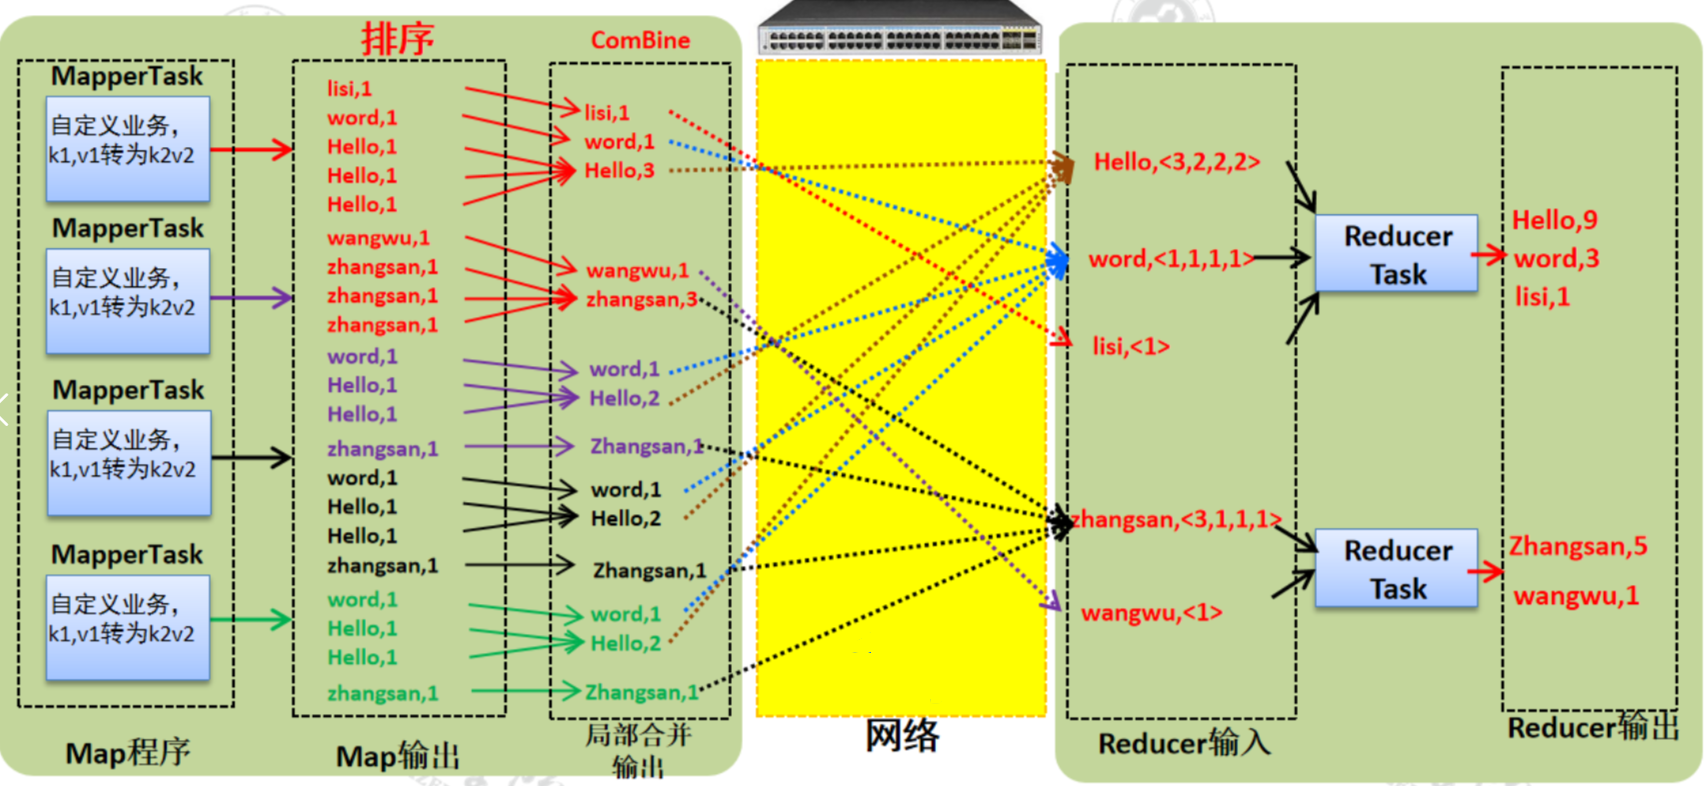 排序
ComBine
MapperTask
自定义业务，
k1,v1转为k2v2
MapperTask
自定义业务，
k1,v1转为k2v2
MapperTask
自定义业务，
k1,v1转为k2v2
MapperTask
自定义业务，
k1,v1转为k2v2
Map程序
lisi,1
word,1
Hello,1
Hello,1
Hello,1
wangwu,1
zhangsan,1
zhangsan,1
zhangsan,1
word,1
Hello,1
Hello,1
zhangsan,1
word,1
Hello,1
Hello,1
zhangsan,1
word,1
Hello,1
Hello,1
zhangsan,1
Map输出
lisi,1
word,1
Hello,3
wangwu,1
zhangsan,3
word,1
Hello,2
Zhangsan,1
word,1
Hello,2
Zhangsan,1
word,1
Hello,2
Zhangsan,1
局部合并
输出
网络
Hello,<3,2,2,2>
word,<1,1,1,1>
lisi,<1>
zhangsan,<3,1,1,1>
wangwu,<1>
Reducer输入
Reducer
Task
Reducer
Task
Hello,9
word,3
lisi,1
Zhangsan,5
wangwu,1
Reducer输出